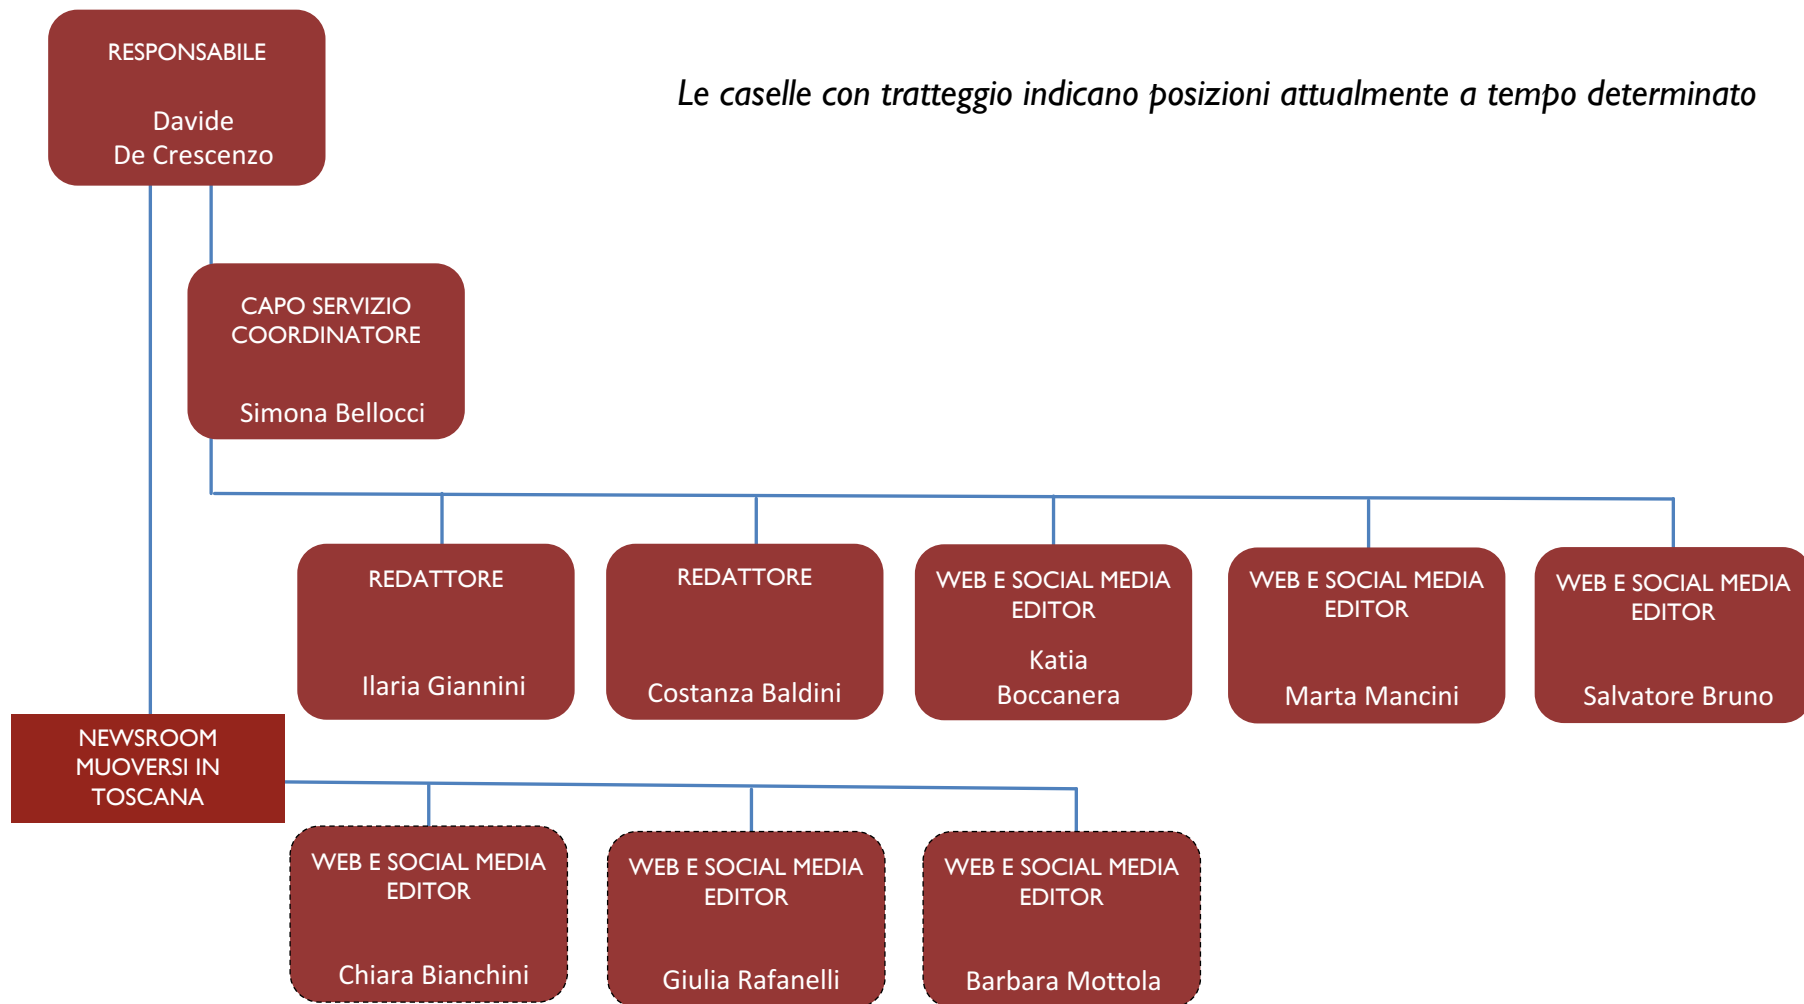 RESPONSABILE
Davide
De Crescenzo
Le caselle con tratteggio indicano posizioni attualmente a tempo determinato
CAPO SERVIZIO
COORDINATORE
Simona Bellocci
REDATTORE
Ilaria Giannini
REDATTORE
Costanza Baldini
WEB E SOCIAL MEDIA
EDITOR
Katia
Boccanera
WEB E SOCIAL MEDIA
EDITOR
Marta Mancini
WEB E SOCIAL MEDIA
EDITOR
Salvatore Bruno
NEWSROOM
MUOVERSI IN
TOSCANA
WEB E SOCIAL MEDIA
EDITOR
Chiara Bianchini
WEB E SOCIAL MEDIA
EDITOR
Giulia Rafanelli
WEB E SOCIAL MEDIA
EDITOR
Barbara Mottola